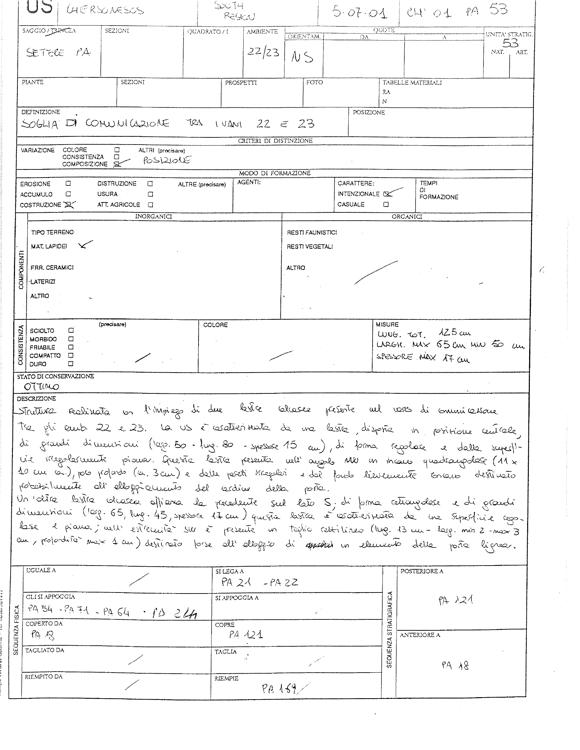 US CHERSONESOS SOUTH REGION 5-07-01 CH' 01 PA 53
SAGGIO / TRINCEA SEZIONI QUADRATO/I AMBIENTE ORIENTAM. QUOTE DA A UNITA' STRATIG.
SETTORE PA 22/23 NS 53
NAT. ART.
PIANTE SEZIONI PROSPETTI FOTO TABELLE MATERIALI
RA
N
DEFINIZIONE POSIZIONE
SOGLIA DI COMUNICAZIONE TRA I VANI 22 E 23
CRITERI DI DISTINZIONE
VARIAZIONE COLORE ALTRI (precisare)
CONSISTENZA POSIZIONE
COMPOSIZIONE
MODO DI FORMAZIONE
EROSIONE DISTRUZIONE ALTRE (precisare) AGENTI: CARATTERE: TEMPI
ACCUMULO USURA INTENZIONALE DI
COSTRUZIONE ATT. AGRICOLE CASUALE FORMAZIONE
INORGANICI ORGANICI
COMPONENTI
TIPO TERRENO RESTI FAUNISTICI
MAT. LAPIDEI RESTI VEGETALI
FRR. CERAMICI ALTRO
LATERIZI
ALTRO
CONSISTENZA
(precisare) COLORE MISURE
SCIOLTO LUNG. TOT. 125 cm
MORBIDO LARGH. MAX 65 cm MIN 50 cm
FRIABILE SPESSORE MAX 17 cm
COMPATTO
DURO
STATO DI CONSERVAZIONE
OTTIMO
DESCRIZIONE
Struttura realizzata con l'impiego di due lastre calcaree presente nel vano di comunicazione
tra gli amb 22 e 23. La US è caratterizzata da una lastra, disposta in posizione centrale,
di grandi dimensioni (larg. 50 - lung. 80 - spessore 15 cm), di forma regolare e dalla superfi-
cie regolarmente piana. Questa lastra presenta nell'angolo NW un incavo quadrangolare (11 x
10 cm ca), poco profondo (ca. 3 cm) e dalle pareti irregolari e dal fondo lievemente concavo destinato
probabilmente all'alloggiamento del cardine della porta.
Un'altra lastra calcarea affianca la precedente sul lato S, di forma rettangolare e di grandi
dimensioni (larg. 65, lung. 45, spessore 17 cm) questa lastra è caratterizzata da una superficie rego-
lare e piana; nell'estremità SW è presente un taglio rettilineo (lung. 13 cm - larg. min 2 - max 3
cm, profondità max 1 cm) destinato forse all'alloggio di un elemento della porta lignea.
SEQUENZA FISICA
UGUALE A SI LEGA A POSTERIORE A
PA 21 - PA 22
GLI SI APPOGGIA SI APPOGGIA A PA 121
PA 54 - PA 71 - PA 64
COPERTO DA COPRE ANTERIORE A
PA 121
TAGLIATO DA TAGLIA PA 18
RIEMPITO DA RIEMPIE
PA 169
SEQUENZA STRATIGRAFICA